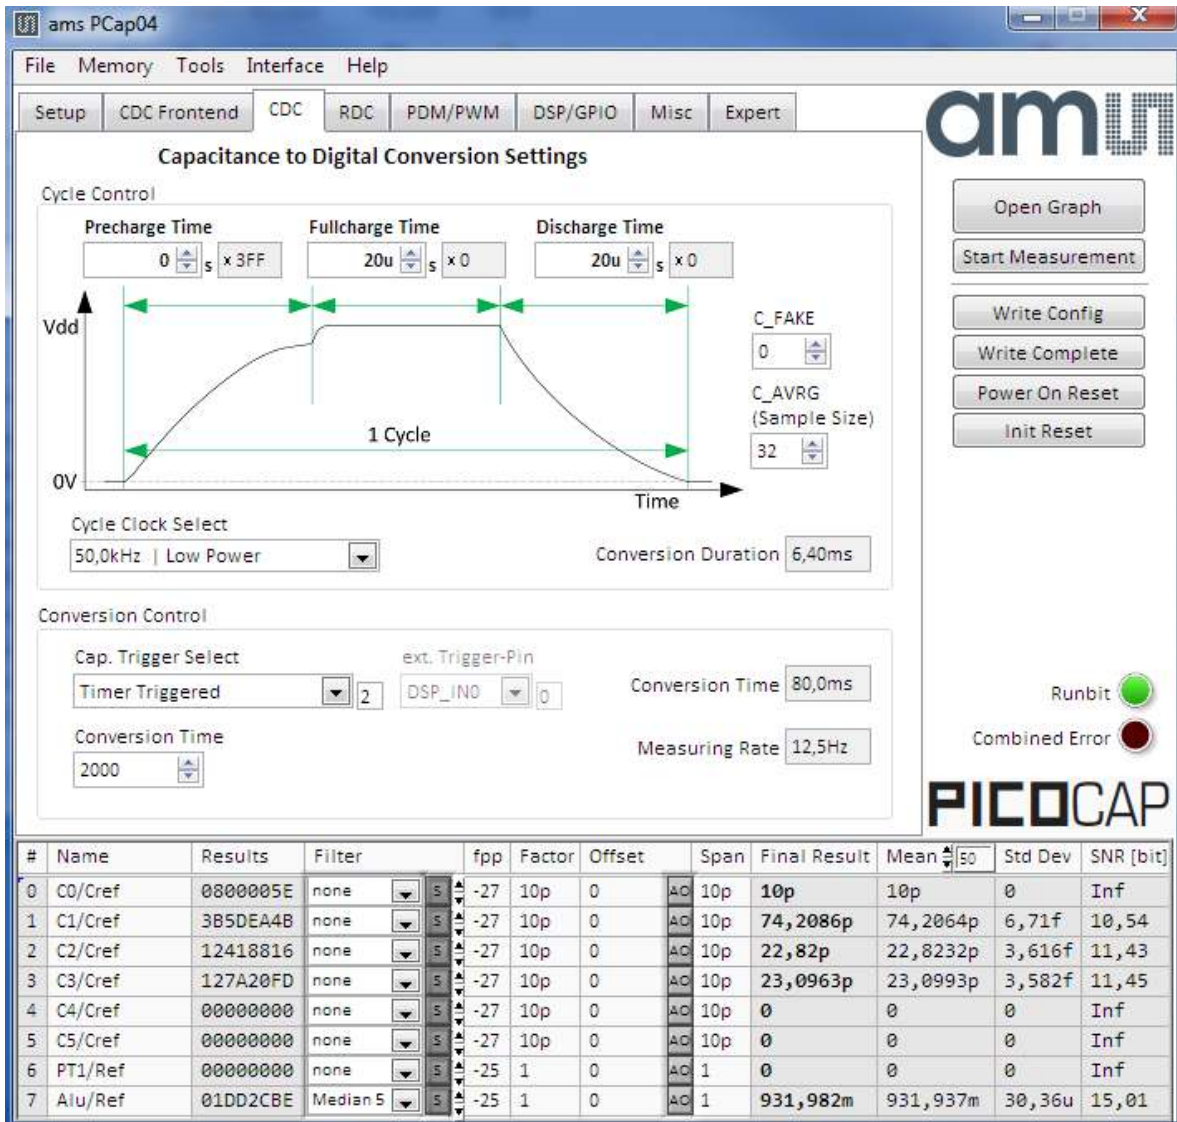 ams PCap04
File Memory Tools Interface Help
Setup CDC Frontend CDC RDC PDM/PWM DSP/GPIO Misc Expert
am
Capacitance to Digital Conversion Settings
Cycle Control
Precharge Time Fullcharge Time Discharge Time
0 s x 3FF 20u s x 0 20u s x 0
Vdd
0V
1 Cycle
Time
C_FAKE
0
C_AVRG
(Sample Size)
32
Cycle Clock Select
50,0kHz | Low Power
Conversion Duration 6,40ms
Conversion Control
Cap. Trigger Select ext. Trigger-Pin
Timer Triggered 2 DSP_IN0 0
Conversion Time 80,0ms
Conversion Time
2000
Measuring Rate 12,5Hz
Open Graph
Start Measurement
Write Config
Write Complete
Power On Reset
Init Reset
Runbit
Combined Error
PICOCAP
# Name Results Filter fpp Factor Offset Span Final Result Mean 50 Std Dev SNR [bit]
0 C0/Cref 0800005E none S -27 10p 0 AO 10p 10p 10p 0 Inf
1 C1/Cref 3B5DEA4B none S -27 10p 0 AO 10p 74,2086p 74,2064p 6,71f 10,54
2 C2/Cref 12418816 none S -27 10p 0 AO 10p 22,82p 22,8232p 3,616f 11,43
3 C3/Cref 127A20FD none S -27 10p 0 AO 10p 23,0963p 23,0993p 3,582f 11,45
4 C4/Cref 00000000 none S -27 10p 0 AO 10p 0 0 0 Inf
5 C5/Cref 00000000 none S -27 10p 0 AO 10p 0 0 0 Inf
6 PT1/Ref 00000000 none S -25 1 0 AO 1 0 0 0 Inf
7 Alu/Ref 01DD2CBE Median 5 S -25 1 0 AO 1 931,982m 931,937m 30,36u 15,01